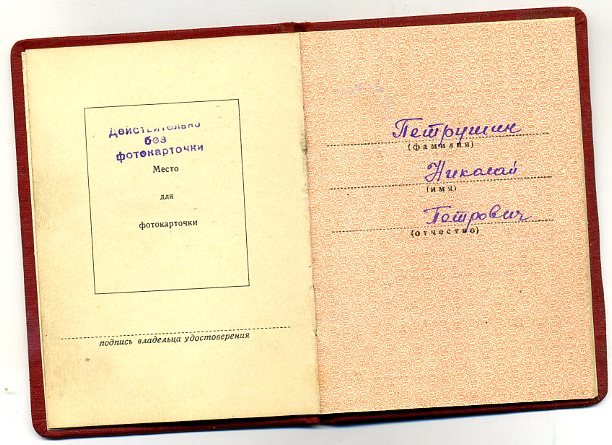 Действительно
без
фотокарточки
Место
для
фотокарточки
подпись владельца удостоверения
Петрушин
(фамилия)
Николай
(имя)
Петрович
(отчество)